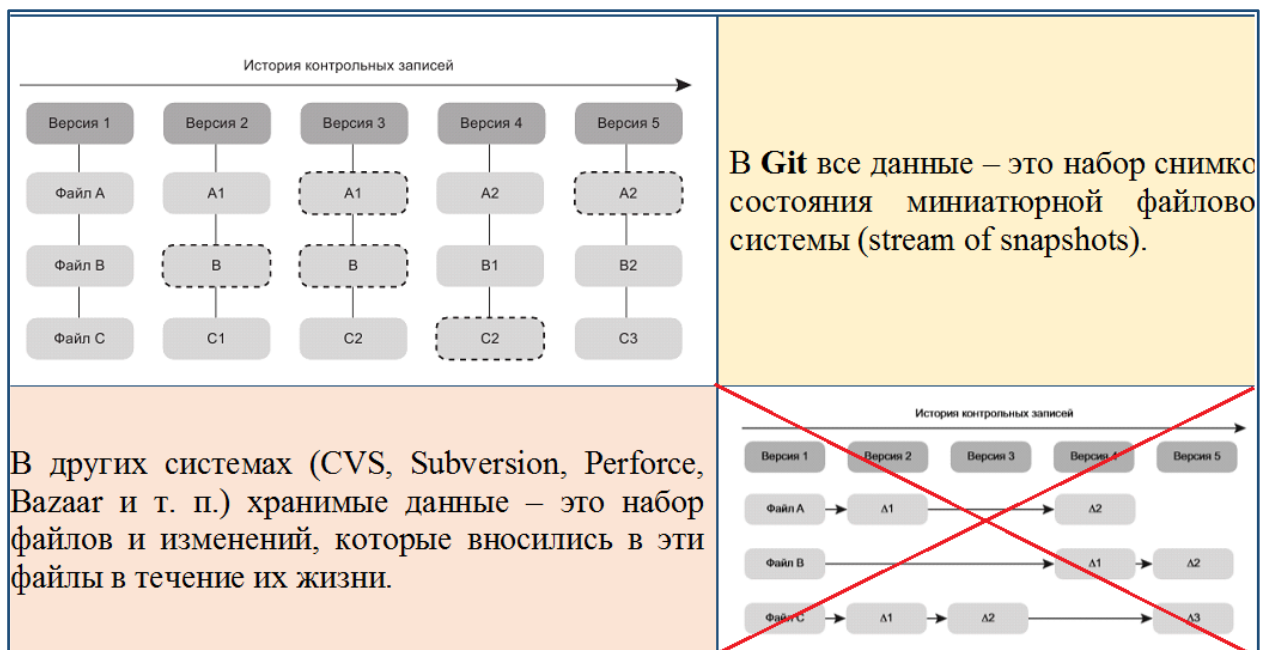 История контрольных записей
Версия 1 Версия 2 Версия 3 Версия 4 Версия 5
Файл A A1 A1 A2 A2
Файл B B B B1 B2
Файл C C1 C2 C2 C3
В Git все данные – это набор снимко
состояния миниатюрной файлово
системы (stream of snapshots).
В других системах (CVS, Subversion, Perforce,
Bazaar и т. п.) хранимые данные – это набор
файлов и изменений, которые вносились в эти
файлы в течение их жизни.
История контрольных записей
Версия 1 Версия 2 Версия 3 Версия 4 Версия 5
Файл A Δ1 Δ2
Файл B Δ1 Δ2
Файл C Δ1 Δ2 Δ3